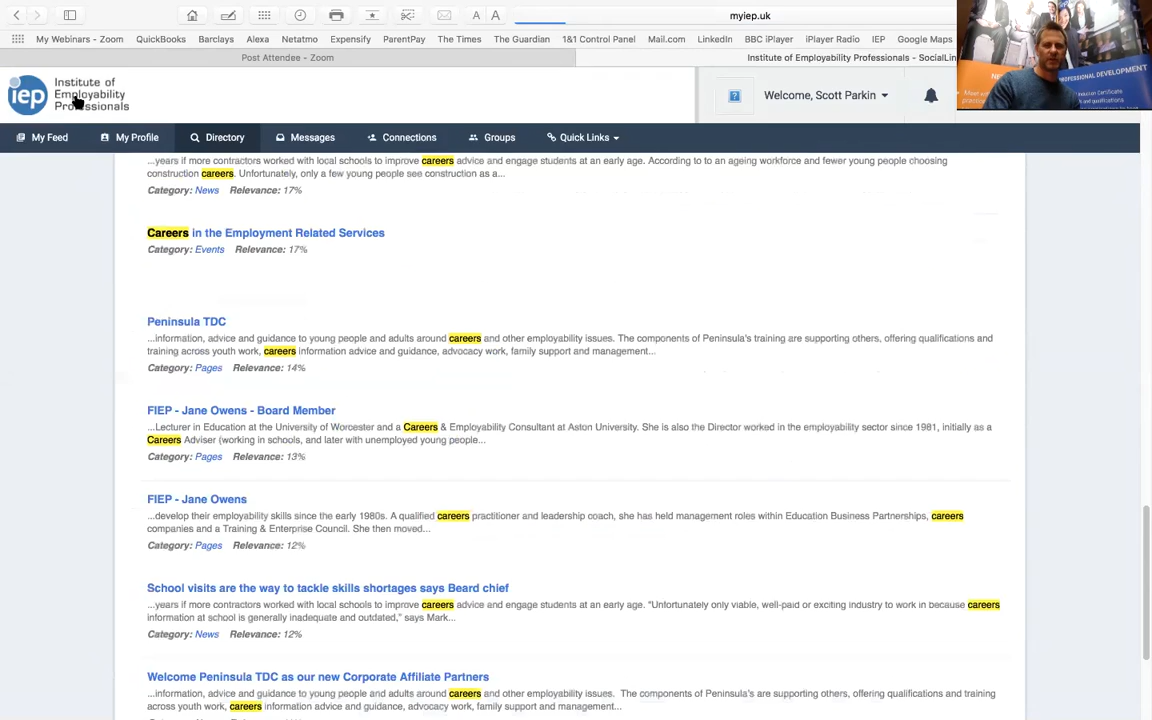 A A
myiep.uk
My Webinars - Zoom QuickBooks Barclays Alexa Netatmo Expensify ParentPay The Times The Guardian 1&1 Control Panel Mail.com LinkedIn BBC iPlayer iPlayer Radio IEP Google Maps
Post Attendee - Zoom
Institute of Employability Professionals - SocialLin
iep
Institute of
Employability
Professionals
? Welcome, Scott Parkin
PROFESSIONAL DEVELOPMENT
My Feed My Profile Directory Messages Connections Groups Quick Links
...years if more contractors worked with local schools to improve careers advice and engage students at an early age. According to to an ageing workforce and fewer young people choosing
construction careers. Unfortunately, only a few young people see construction as a...
Category: News Relevance: 17%
Careers in the Employment Related Services
Category: Events Relevance: 17%
Peninsula TDC
...information, advice and guidance to young people and adults around careers and other employability issues. The components of Peninsula's training are supporting others, offering qualifications and
training across youth work, careers information advice and guidance, advocacy work, family support and management...
Category: Pages Relevance: 14%
FIEP - Jane Owens - Board Member
...Lecturer in Education at the University of Worcester and a Careers & Employability Consultant at Aston University. She is also the Director worked in the employability sector since 1981, initially as a
Careers Adviser (working in schools, and later with unemployed young people...
Category: Pages Relevance: 13%
FIEP - Jane Owens
...develop their employability skills since the early 1980s. A qualified careers practitioner and leadership coach, she has held management roles within Education Business Partnerships, careers
companies and a Training & Enterprise Council. She then moved...
Category: Pages Relevance: 12%
School visits are the way to tackle skills shortages says Beard chief
...years if more contractors worked with local schools to improve careers advice and engage students at an early age. "Unfortunately only viable, well-paid or exciting industry to work in because careers
information at school is generally inadequate and outdated," says Mark...
Category: News Relevance: 12%
Welcome Peninsula TDC as our new Corporate Affiliate Partners
...information, advice and guidance to young people and adults around careers and other employability issues. The components of Peninsula's are supporting others, offering qualifications and training
across youth work, careers information advice and guidance, advocacy work, family support and management...